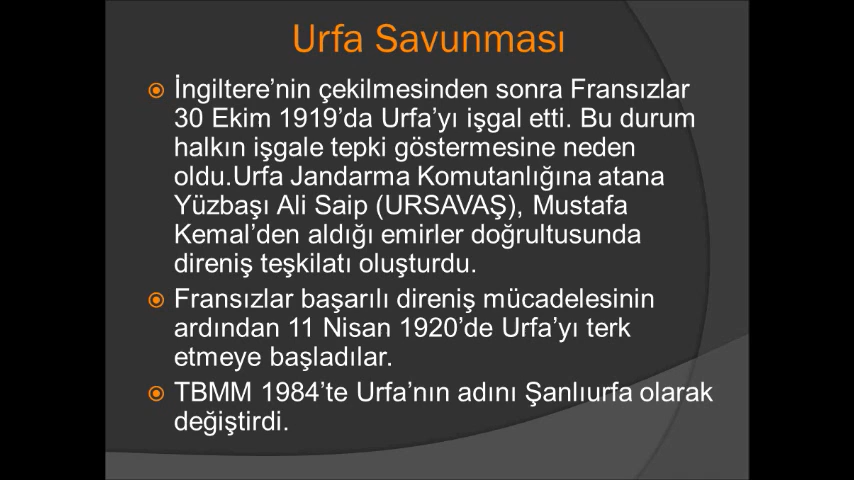 Urfa Savunması
İngiltere’nin çekilmesinden sonra Fransızlar
30 Ekim 1919’da Urfa’yı işgal etti. Bu durum
halkın işgale tepki göstermesine neden
oldu.Urfa Jandarma Komutanlığına atana
Yüzbaşı Ali Saip (URSAVAŞ), Mustafa
Kemal’den aldığı emirler doğrultusunda
direniş teşkilatı oluşturdu.
Fransızlar başarılı direniş mücadelesinin
ardından 11 Nisan 1920’de Urfa’yı terk
etmeye başladılar.
TBMM 1984’te Urfa’nın adını Şanlıurfa olarak
değiştirdi.